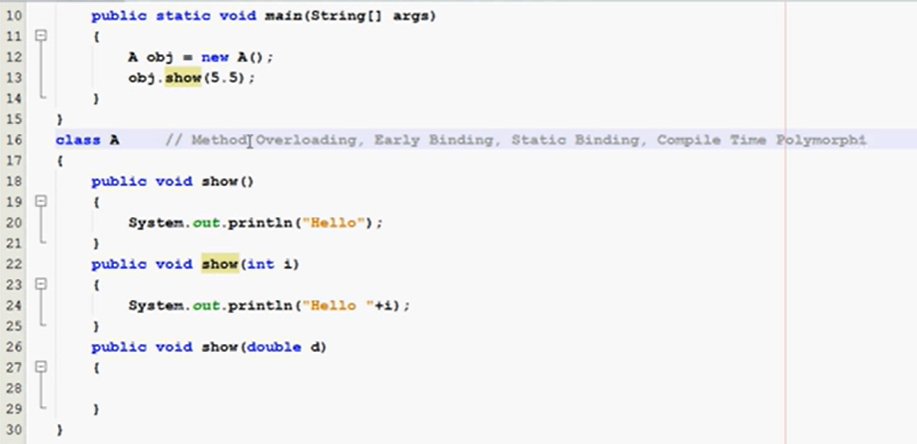 10 public static void main(String[] args)
11 {
12 A obj = new A();
13 obj.show(5.5);
14 }
15 }
16 class A // Method Overloading, Early Binding, Static Binding, Compile Time Polymorphi
17 {
18 public void show()
19 {
20 System.out.println("Hello");
21 }
22 public void show(int i)
23 {
24 System.out.println("Hello "+i);
25 }
26 public void show(double d)
27 {
28
29 }
30 }